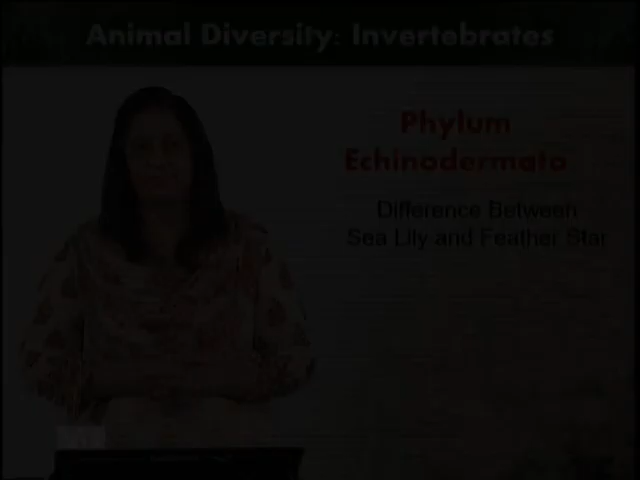 Animal Diversity: Invertebrates
Phylum
Echinodermata
Difference Between
Sea Lily and Feather Star